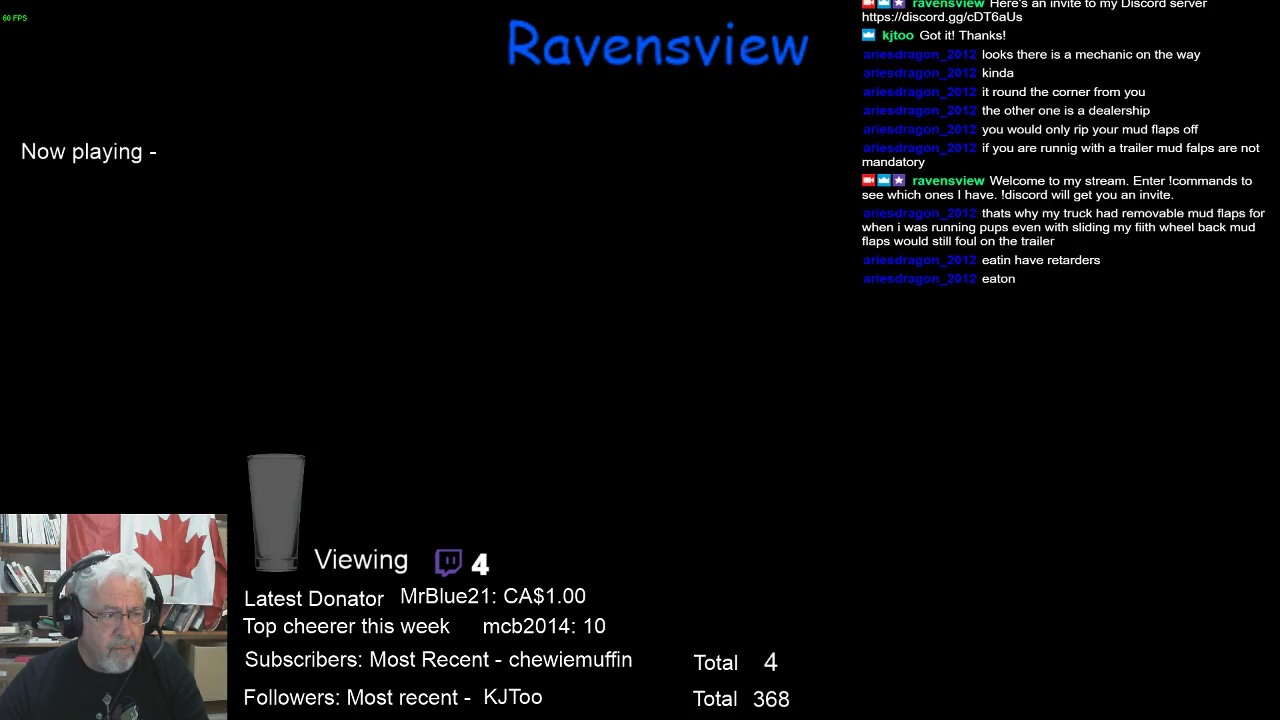 60 FPS
Ravensview
Now playing -
ravensview Here's an invite to my Discord server
https://discord.gg/cDT6aUs
kjtoo Got it! Thanks!
ariesdragon_2012 looks there is a mechanic on the way
ariesdragon_2012 kinda
ariesdragon_2012 it round the corner from you
ariesdragon_2012 the other one is a dealership
ariesdragon_2012 you would only rip your mud flaps off
ariesdragon_2012 if you are runnig with a trailer mud falps are not
mandatory
ravensview Welcome to my stream. Enter !commands to
see which ones I have. !discord will get you an invite.
ariesdragon_2012 thats why my truck had removable mud flaps for
when i was running pups even with sliding my fiith wheel back mud
flaps would still foul on the trailer
ariesdragon_2012 eatin have retarders
ariesdragon_2012 eaton
Viewing 4
Latest Donator MrBlue21: CA$1.00
Top cheerer this week mcb2014: 10
Subscribers: Most Recent - chewiemuffin Total 4
Followers: Most recent - KJToo Total 368